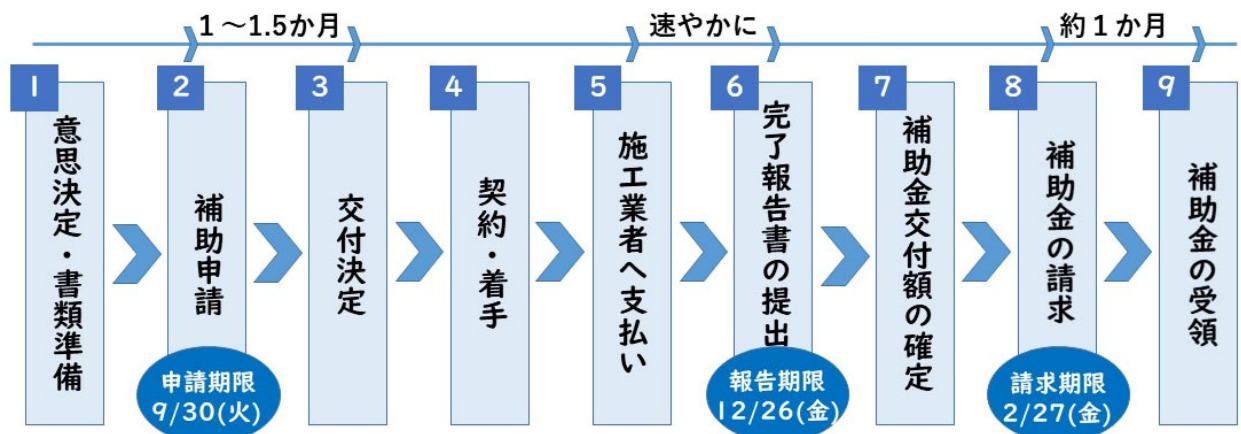 1～1.5か月
速やかに
約1か月
1
意思決定・書類準備
2
補助申請
申請期限
9/30(火)
3
交付決定
4
契約・着手
5
施工業者へ支払い
6
完了報告書の提出
報告期限
12/26(金)
7
補助金交付額の確定
8
補助金の請求
請求期限
2/27(金)
9
補助金の受領